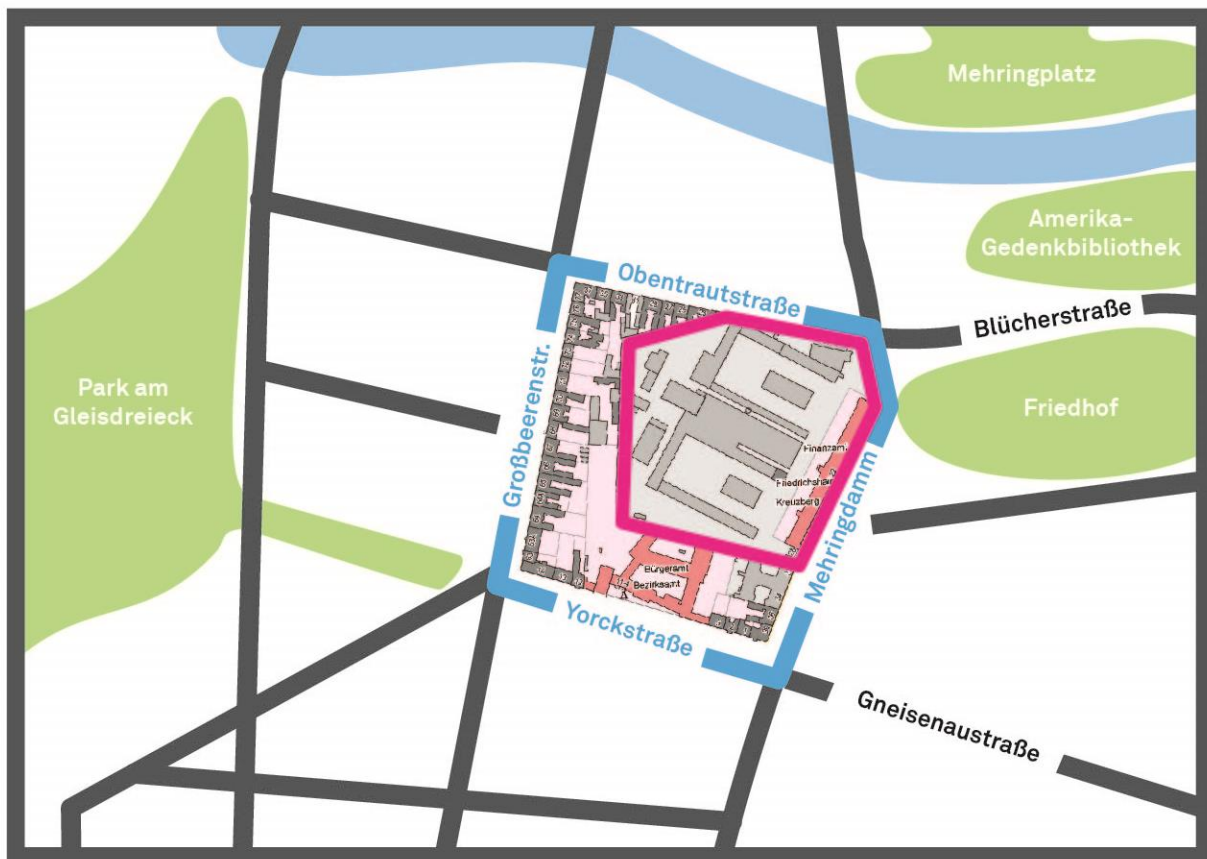 Mehringplatz
Amerika-
Gedenkbibliothek
Obentrautstraße
Blücherstraße
Park am
Gleisdreieck
Großbeerenstr.
Friedhof
Finanzamt
Friedrichshain
Kreuzberg
Mehringdamm
Bürgeramt
Bezirksamt
Yorckstraße
Gneisenaustraße